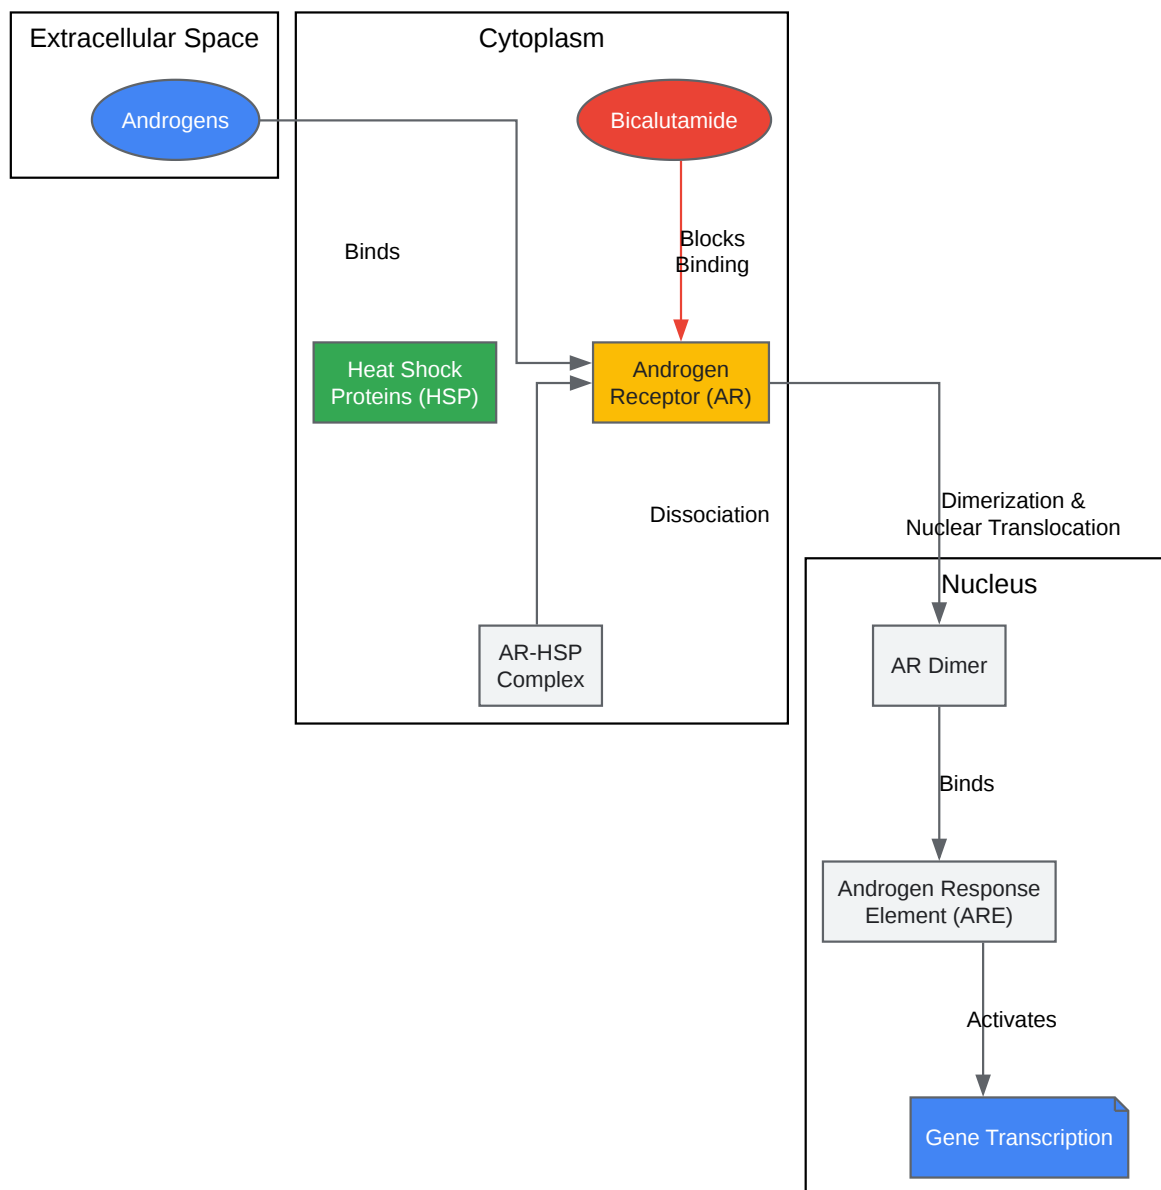 Extracellular Space
Cytoplasm
Androgens
Bicalutamide
Binds
Blocks
Binding
Heat Shock
Proteins (HSP)
Androgen
Receptor (AR)
Dissociation
Dimerization &
Nuclear Translocation
Nucleus
AR-HSP
Complex
AR Dimer
Binds
Androgen Response
Element (ARE)
Activates
Gene Transcription